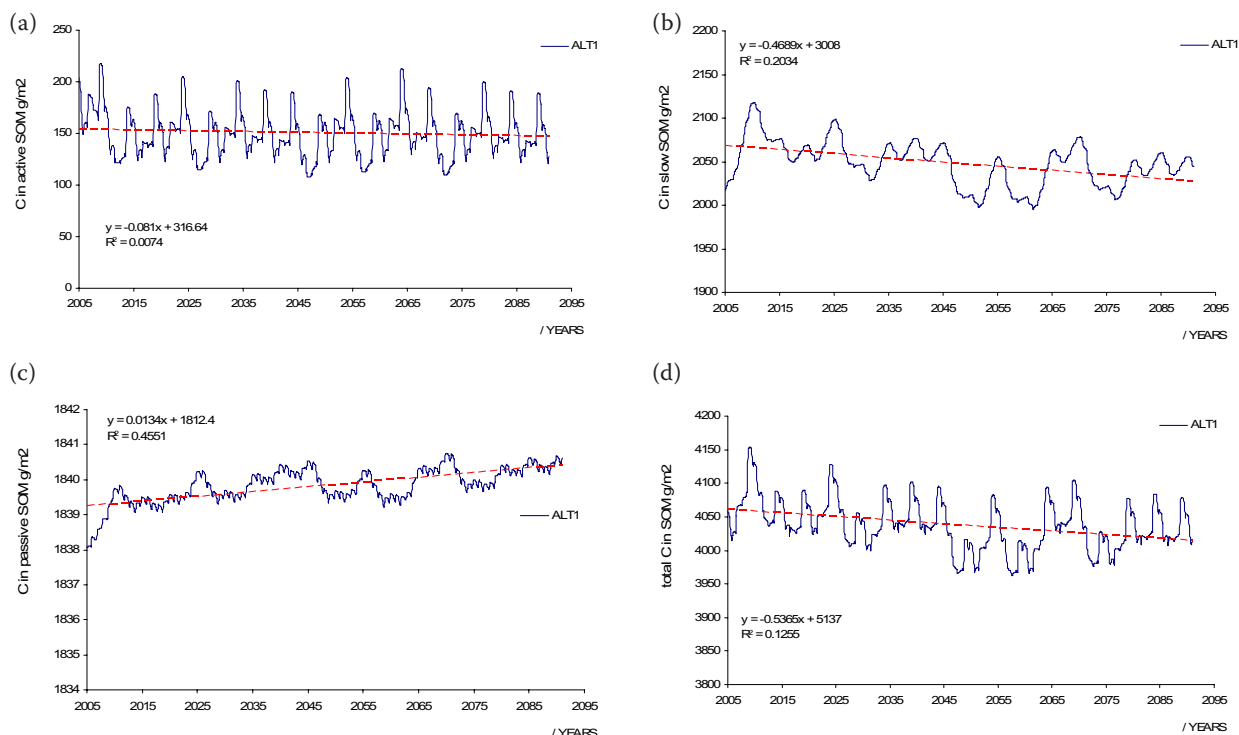 (a)
250
200
150
100
50
0
C in active SOM g/m2
ALT1
y = -0.081x + 316.64
R² = 0.0074
2005 2015 2025 2035 2045 2055 2065 2075 2085 2095
/ YEARS
(b)
2200
2150
2100
2050
2000
1950
1900
C in slow SOM g/m2
y = -0.4689x + 3008
R² = 0.2034
ALT1
2005 2015 2025 2035 2045 2055 2065 2075 2085 2095
/ YEARS
(c)
1842
1841
1840
1839
1838
1837
1836
1835
1834
C in passive SOM g/m2
y = 0.0134x + 1812.4
R² = 0.4551
ALT1
2005 2015 2025 2035 2045 2055 2065 2075 2085 2095
/ YEARS
(d)
4200
4150
4100
4050
4000
3950
3900
3850
3800
total C in SOM g/m2
ALT1
y = -0.5365x + 5137
R² = 0.1255
2005 2015 2025 2035 2045 2055 2065 2075 2085 2095
/ YEARS